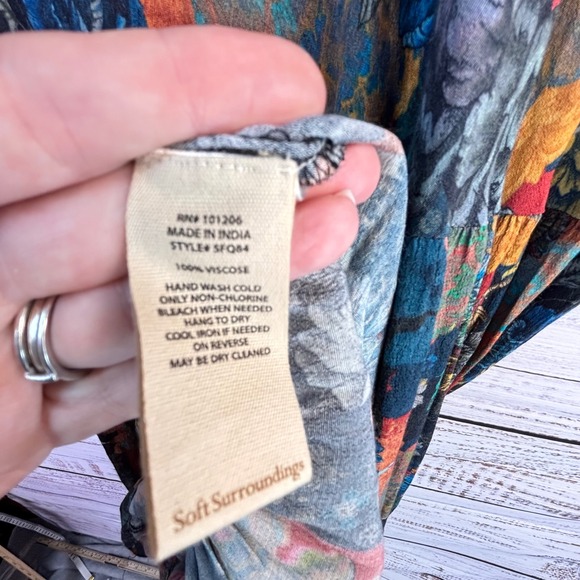 RN# 101206
MADE IN INDIA
STYLE# SFQ84
100% VISCOSE
HAND WASH COLD
ONLY NON-CHLORINE
BLEACH WHEN NEEDED
HANG TO DRY
COOL IRON IF NEEDED
ON REVERSE
MAY BE DRY CLEANED
Soft Surroundings